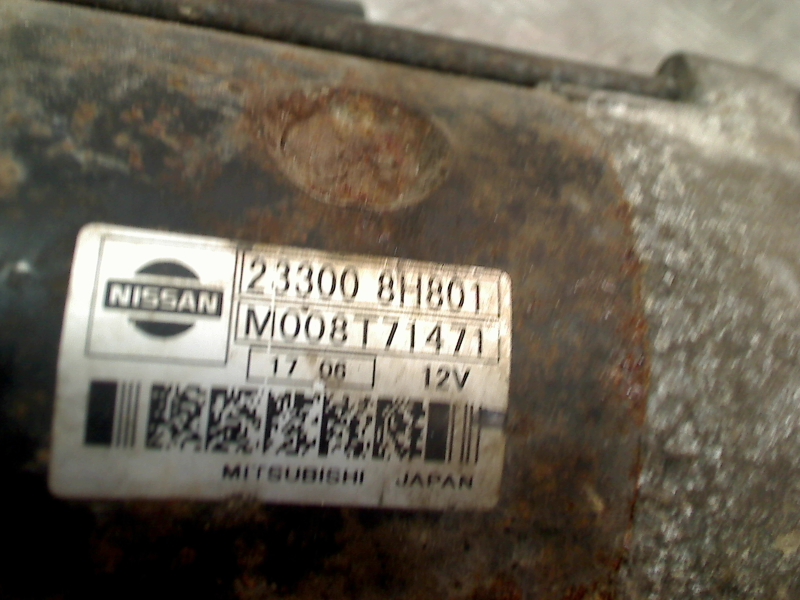 NISSAN
23300 8H801
M008T71471
17 06
12V
MITSUBISHI JAPAN